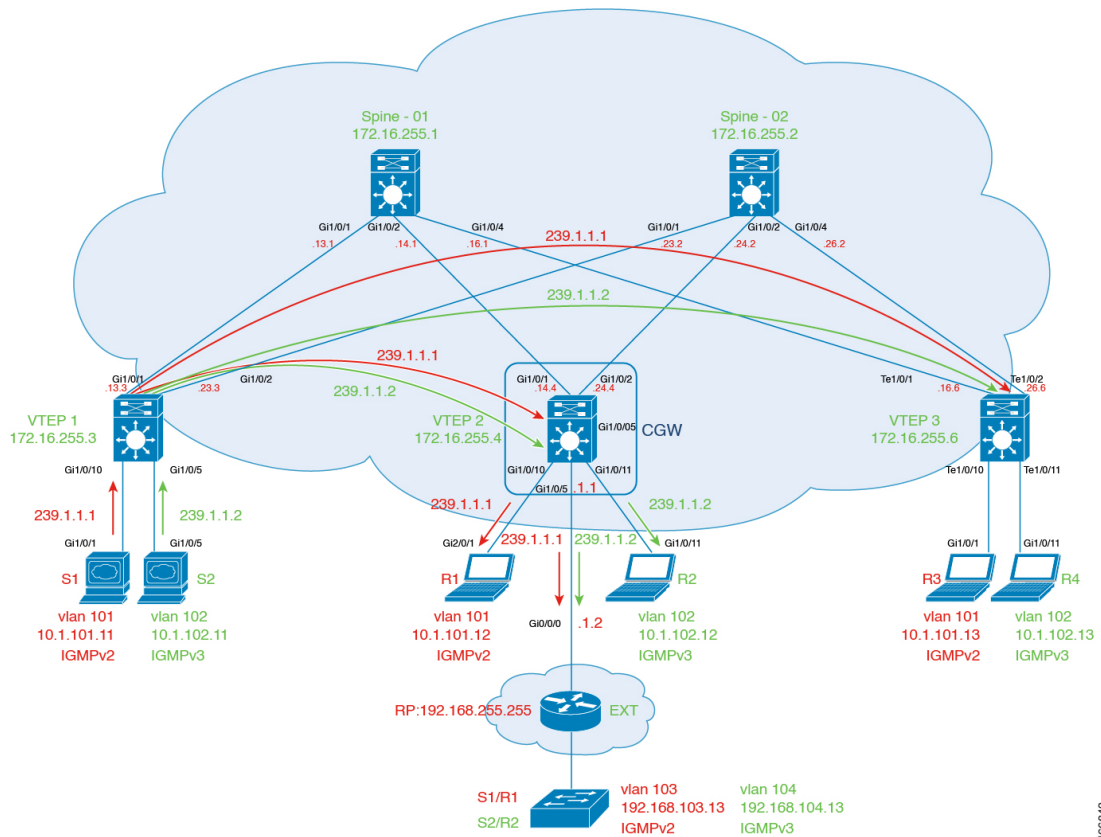 Spine - 01
172.16.255.1
Spine - 02
172.16.255.2
Gi1/0/1
Gi1/0/2
Gi1/0/4
.13.1
.14.1
.16.1
Gi1/0/1
Gi1/0/2
Gi1/0/4
.23.2
.24.2
.26.2
239.1.1.1
239.1.1.2
239.1.1.1
239.1.1.2
Gi1/0/1
Gi1/0/2
.13.3
.23.3
VTEP 1
172.16.255.3
Gi1/0/10
Gi1/0/5
239.1.1.1
239.1.1.2
Gi1/0/1
Gi1/0/5
S1
S2
vlan 101
10.1.101.11
IGMPv2
vlan 102
10.1.102.11
IGMPv3
Gi1/0/1
Gi1/0/2
.14.4
.24.4
VTEP 2
172.16.255.4
Gi1/0/05
CGW
Gi1/0/10
Gi1/0/11
Gi1/0/5
.1.1
239.1.1.1
239.1.1.2
239.1.1.1
239.1.1.2
Gi2/0/1
Gi1/0/11
R1
R2
vlan 101
10.1.101.12
IGMPv2
Gi0/0/0
.1.2
vlan 102
10.1.102.12
IGMPv3
Te1/0/1
Te1/0/2
.16.6
.26.6
VTEP 3
172.16.255.6
Te1/0/10
Te1/0/11
Gi1/0/1
Gi1/0/11
R3
R4
vlan 101
10.1.101.13
IGMPv2
vlan 102
10.1.102.13
IGMPv3
RP:192.168.255.255
EXT
S1/R1
S2/R2
vlan 103
192.168.103.13
IGMPv2
vlan 104
192.168.104.13
IGMPv3